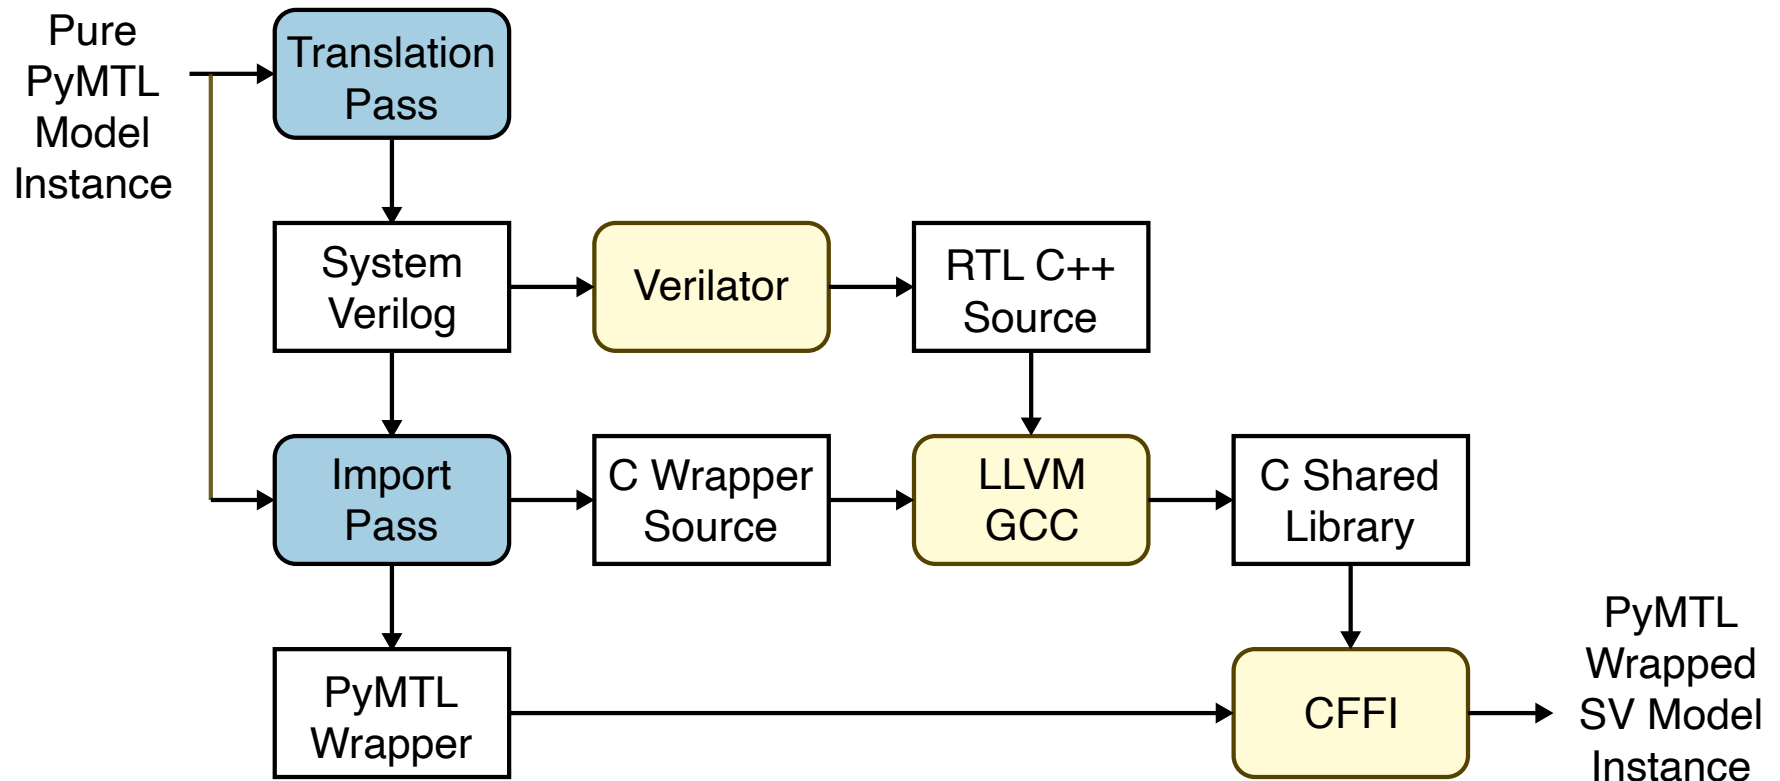 Pure
PyMTL
Model
Instance
Translation
Pass
System
Verilog
Verilator
RTL C++
Source
Import
Pass
C Wrapper
Source
LLVM
GCC
C Shared
Library
PyMTL
Wrapper
CFFI
PyMTL
Wrapped
SV Model
Instance